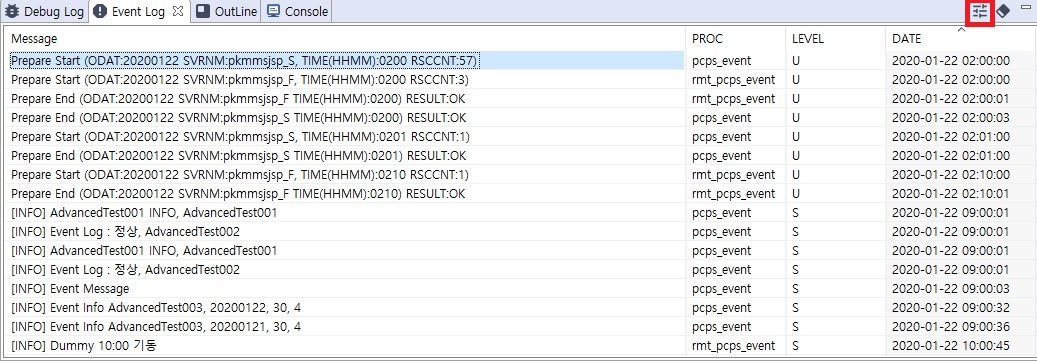 Debug Log Event Log OutLine Console
Message PROC LEVEL DATE
Prepare Start (ODAT:20200122 SVRNM:pkmmsjsp_S, TIME(HHMM):0200 RSCCNT:57) pcps_event U 2020-01-22 02:00:00
Prepare Start (ODAT:20200122 SVRNM:pkmmsjsp_F, TIME(HHMM):0200 RSCCNT:3) rmt_pcps_event U 2020-01-22 02:00:00
Prepare End (ODAT:20200122 SVRNM:pkmmsjsp_F TIME(HHMM):0200) RESULT:OK rmt_pcps_event U 2020-01-22 02:00:01
Prepare End (ODAT:20200122 SVRNM:pkmmsjsp_S TIME(HHMM):0200) RESULT:OK pcps_event U 2020-01-22 02:00:03
Prepare Start (ODAT:20200122 SVRNM:pkmmsjsp_S, TIME(HHMM):0201 RSCCNT:1) pcps_event U 2020-01-22 02:01:00
Prepare End (ODAT:20200122 SVRNM:pkmmsjsp_S TIME(HHMM):0201) RESULT:OK pcps_event U 2020-01-22 02:01:00
Prepare Start (ODAT:20200122 SVRNM:pkmmsjsp_F, TIME(HHMM):0210 RSCCNT:1) rmt_pcps_event U 2020-01-22 02:10:00
Prepare End (ODAT:20200122 SVRNM:pkmmsjsp_F TIME(HHMM):0210) RESULT:OK rmt_pcps_event U 2020-01-22 02:10:01
[INFO] AdvancedTest001 INFO, AdvancedTest001 pcps_event S 2020-01-22 09:00:01
[INFO] Event Log : 정상, AdvancedTest002 pcps_event S 2020-01-22 09:00:01
[INFO] AdvancedTest001 INFO, AdvancedTest001 pcps_event S 2020-01-22 09:00:01
[INFO] Event Log : 정상, AdvancedTest002 pcps_event S 2020-01-22 09:00:01
[INFO] Event Message pcps_event S 2020-01-22 09:00:03
[INFO] Event Info AdvancedTest003, 20200122, 30, 4 pcps_event S 2020-01-22 09:00:32
[INFO] Event Info AdvancedTest003, 20200121, 30, 4 pcps_event S 2020-01-22 09:00:36
[INFO] Dummy 10:00 기동 rmt_pcps_event S 2020-01-22 10:00:45